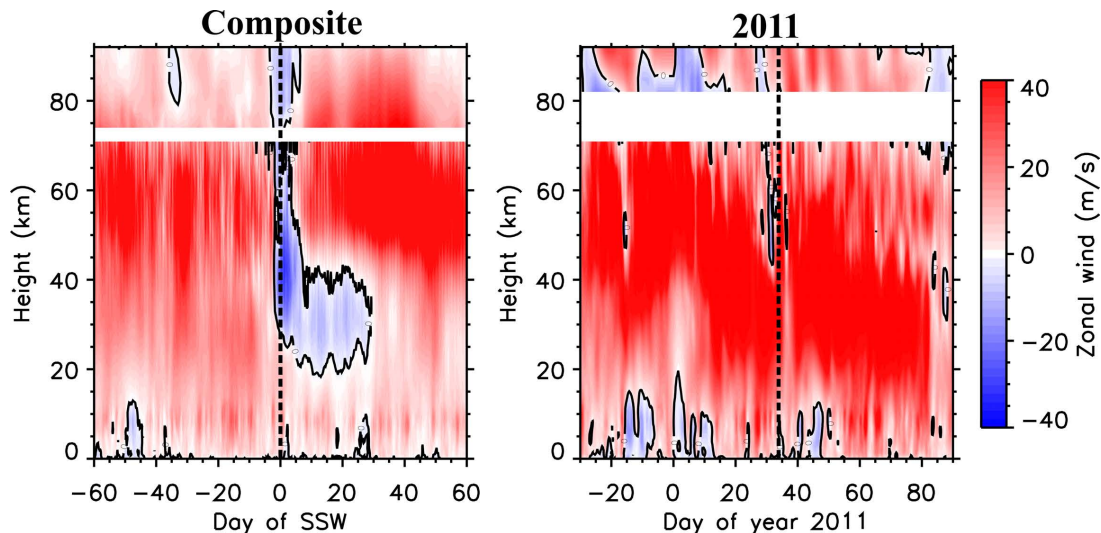 Composite
2011
80
60
40
20
0
Height (km)
−60 −40 −20 0 20 40 60
Day of SSW
80
60
40
20
0
Height (km)
−20 0 20 40 60 80
Day of year 2011
40
20
0
−20
−40
Zonal wind (m/s)